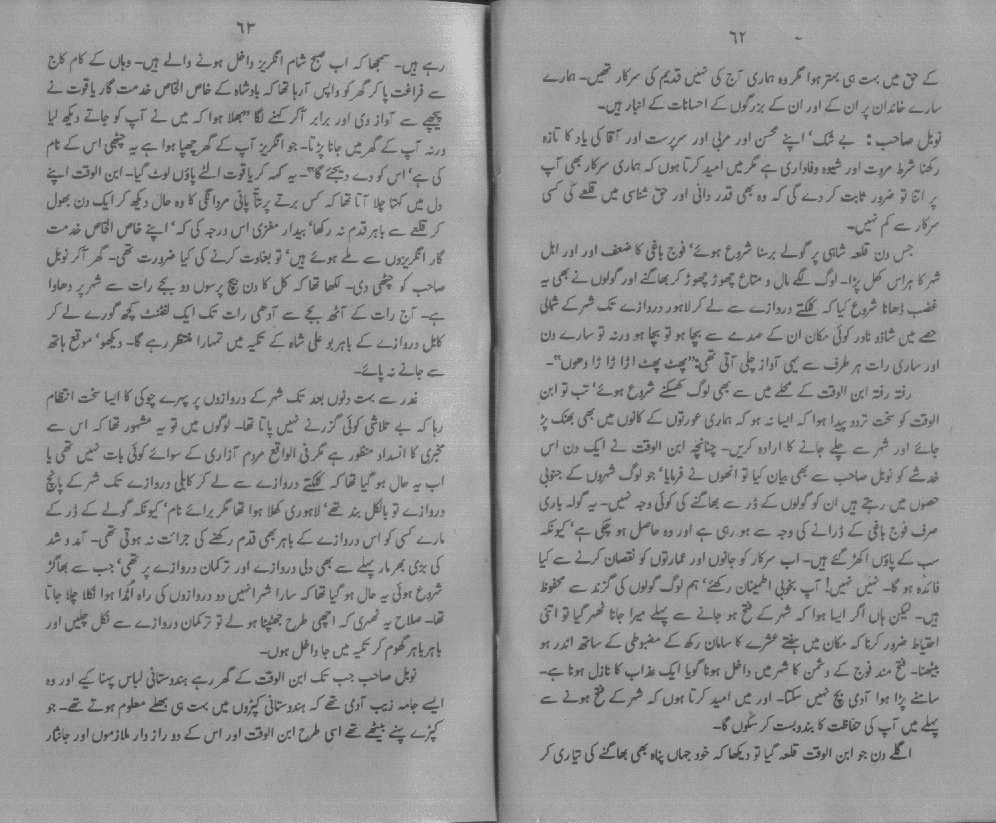 ٦٢
کے حق میں بہت ہی بہتر ہوا مگر وہ ہماری آج کی نہیں قدیم کی سرکار تھیں۔ ہمارے
سارے خاندان پر ان کے اور ان کے بزرگوں کے احسانات کے انبار ہیں۔
نوبل صاحب: بے شک، اپنے محسن اور مربی اور سرپرست اور آقا کی یاد کا تازہ
رکھنا شرط مروت اور شیوہ وفاداری ہے مگر میں امید کرتا ہوں کہ ہماری سرکار بھی آپ
پر اتنا تو ضرور ثابت کر دے گی کہ وہ بھی قدر دانی اور حق شناسی میں قلعے کی کسی
سرکار سے کم نہیں۔
جس دن قلعہ شاہی پر گولے برسنا شروع ہوئے، فوج باغی کا ضعف اور اور اہل
شہر کا ہراس کھل پڑا۔ لوگ لگے مال و متاع چھوڑ چھوڑ کر بھاگنے اور گولوں نے بھی یہ
غضب ڈھانا شروع کیا کہ کلکتے دروازے سے لے کر لاہور دروازے تک شہر کے شمالی
حصے میں شاذو نادر کوئی مکان ان کے صدمے سے بچا ہو تو بچا ہو ورنہ تو سارے دن
اور ساری رات ہر طرف سے یہی آواز چلی آتی تھی: "پھٹ پھٹ اڑا ڑا ڑا دھوں"۔
رفتہ رفتہ ابن الوقت کے محلے میں سے بھی لوگ کھسکنے شروع ہوئے، تب تو ابن
الوقت کو سخت تردد پیدا ہوا کہ ایسا نہ ہو کہ ہماری عورتوں کے کانوں میں بھی بھنک پڑ
جائے اور شہر سے چلے جانے کا ارادہ کریں۔ چنانچہ ابن الوقت نے ایک دن اس
خدشے کو نوبل صاحب سے بھی بیان کیا تو انھوں نے فرمایا، جو لوگ شہروں کے جنوبی
حصوں میں رہتے ہیں ان کو گولوں کے ڈر سے بھاگنے کی کوئی وجہ نہیں۔ یہ گولہ باری
صرف فوج باغی کے ڈرانے کی وجہ سے ہو رہی ہے اور وہ حاصل ہو چکی ہے، کیونکہ
سب کے پاؤں اکھڑ گئے ہیں۔ اب سرکار کو جانوں اور عمارتوں کو نقصان کرنے سے کیا
فائدہ ہو گا۔ نہیں نہیں! آپ بخوبی اطمینان رکھئے، ہم لوگ گولوں کی گزند سے محفوظ
ہیں۔ لیکن ہاں اگر ایسا ہوا کہ شہر کے فتح ہو جانے سے پہلے میرا جانا ٹھہر گیا تو اتنی
احتیاط ضرور کرنا کہ مکان میں ہفتے عشرے کا سامان رکھ کے مضبوطی کے ساتھ اندر ہو
بیٹھنا۔ فتح مند فوج کے دشمن کا شہر میں داخل ہونا گویا ایک عذاب کا نازل ہونا ہے۔
سامنے پڑا ہوا آدمی بچ نہیں سکتا۔ اور میں امید کرتا ہوں کہ شہر کے فتح ہونے سے
پہلے میں آپ کی حفاظت کا بندوبست کر سکوں گا۔
اگلے دن جو ابن الوقت قلعہ گیا تو دیکھا کہ خود جہاں پناہ بھی بھاگنے کی تیاری کر
٦٣
رہے ہیں۔ سمجھا کہ اب صبح شام انگریز داخل ہونے والے ہیں۔ وہاں کے کام کاج
سے فراغت پا کر گھر کو واپس آرہا تھا کہ بادشاہ کے خاص الخاص خدمت گار یاقوت نے
پیچھے سے آواز دی اور برابر آکر کہنے لگا "بھلا ہوا کہ میں نے آپ کو جاتے دیکھ لیا
ورنہ آپ کے گھر میں جانا پڑتا۔ جو انگریز آپ کے گھر چھپا ہوا ہے یہ چٹھی اس کے نام
کی ہے، اس کو دے دیجئے گا"۔ یہ کہہ کر یاقوت الٹے پاؤں لوٹ گیا۔ ابن الوقت اپنے
دل میں کہتا چلا آتا تھا کہ کس برتے پر تتا پانی مردانگی کا وہ حال دیکھ کر ایک دن بھول
کر قلعے سے باہر قدم نہ رکھا، بیدار مغزی اس درجہ کی کہ، اپنے خاص الخاص خدمت
گار انگریزوں سے ملے ہوئے ہیں، تو بغاوت کرنے کی کیا ضرورت تھی۔ گھر آکر نوبل
صاحب کو چٹھی دی۔ لکھا تھا کہ کل کا دن بیچ پرسوں دو بجے رات سے شہر پر دھاوا
ہے۔ آج رات کے آٹھ بجے سے آدھی رات تک ایک لفٹنٹ کچھ گورے لے کر
کابل دروازے کے باہر بو علی شاہ کے تکیہ میں تمہارا منتظر رہے گا۔ دیکھو، موقع ہاتھ
سے جانے نہ پائے۔
غدر سے بہت دنوں بعد تک شہر کے دروازوں پر پہرے چوکی کا ایسا سخت انتظام
رہا کہ بے تلاشی کوئی گزرنے نہیں پاتا تھا۔ لوگوں میں تو یہ مشہور تھا کہ اس سے
مخبری کا انسداد منظور ہے مگر فی الواقع مردم آزاری کے سوائے کوئی بات نہیں تھی یا
اب یہ حال ہو گیا تھا کہ کلکتے دروازے سے لے کر کابلی دروازے تک شہر کے پانچ
دروازے تو بالکل بند تھے، لاہوری کھلا ہوا تھا مگر برائے نام، کیونکہ گولے کے ڈر کے
مارے کسی کو اس دروازے کے باہر بھی قدم رکھنے کی جرائت نہ ہوتی تھی۔ آمد و شد
کی بڑی بھر مار پہلے سے بھی دلی دروازے اور ترکمان دروازے پر تھی، جب سے بھاگڑ
شروع ہوئی یہ حال ہو گیا تھا کہ سارا شہر انہیں دو دروازوں کی راہ اُنڈا ہوا نکلا چلا جاتا
تھا۔ صلاح یہ ٹھہری کہ اچھی طرح جھٹپٹا ہو لے تو ترکمان دروازے سے نکل چلیں اور
باہر باہر گھوم کر تکیہ میں جا داخل ہوں۔
نوبل صاحب جب تک ابن الوقت کے گھر رہے ہندوستانی لباس پہنا کیے اور وہ
ایسے جامہ زیب آدمی تھے کہ ہندوستانی کپڑوں میں بہت ہی بھلے معلوم ہوتے تھے۔ جو
کپڑے پہنے بیٹھے تھے اسی طرح ابن الوقت اور اس کے دو راز دار ملازموں اور جانثار